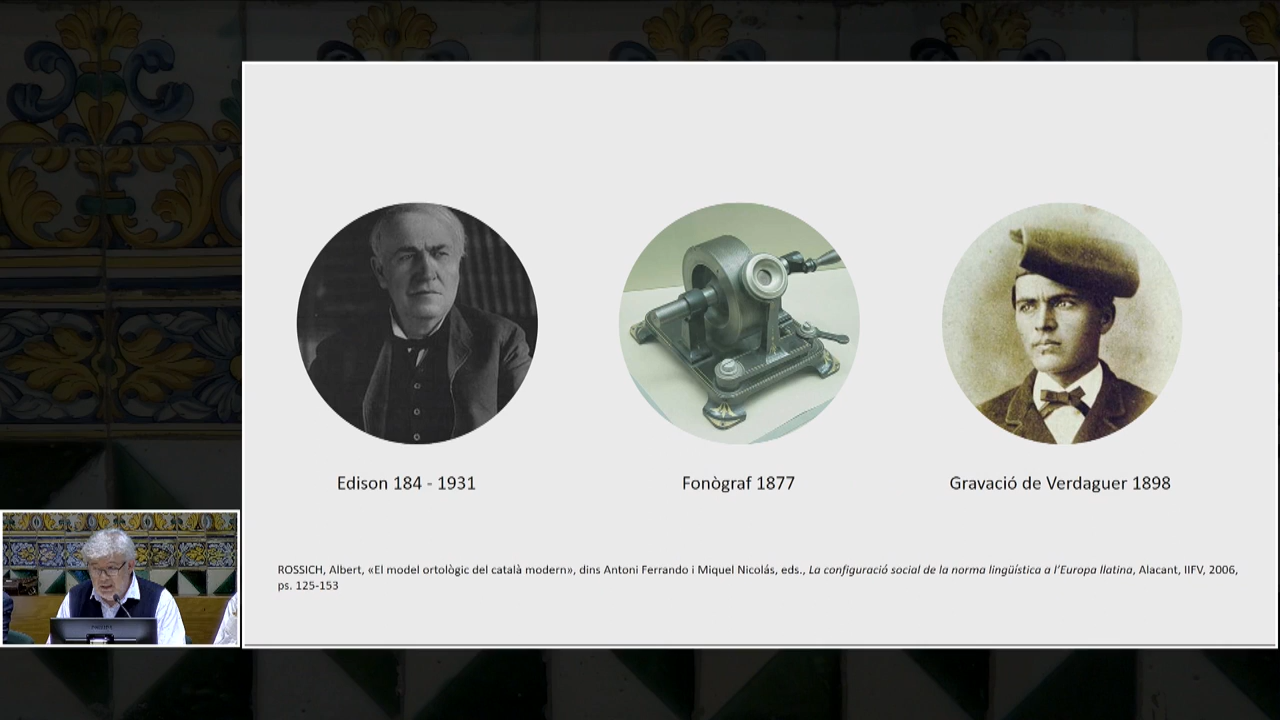 Edison 184 - 1931
Fonògraf 1877
Gravació de Verdaguer 1898
ROSSICH, Albert, «El model ortològic del català modern», dins Antoni Ferrando i Miquel Nicolás, eds., La configuració social de la norma lingüística a l’Europa llatina, Alacant, IIFV, 2006,
ps. 125-153
PHILIPS